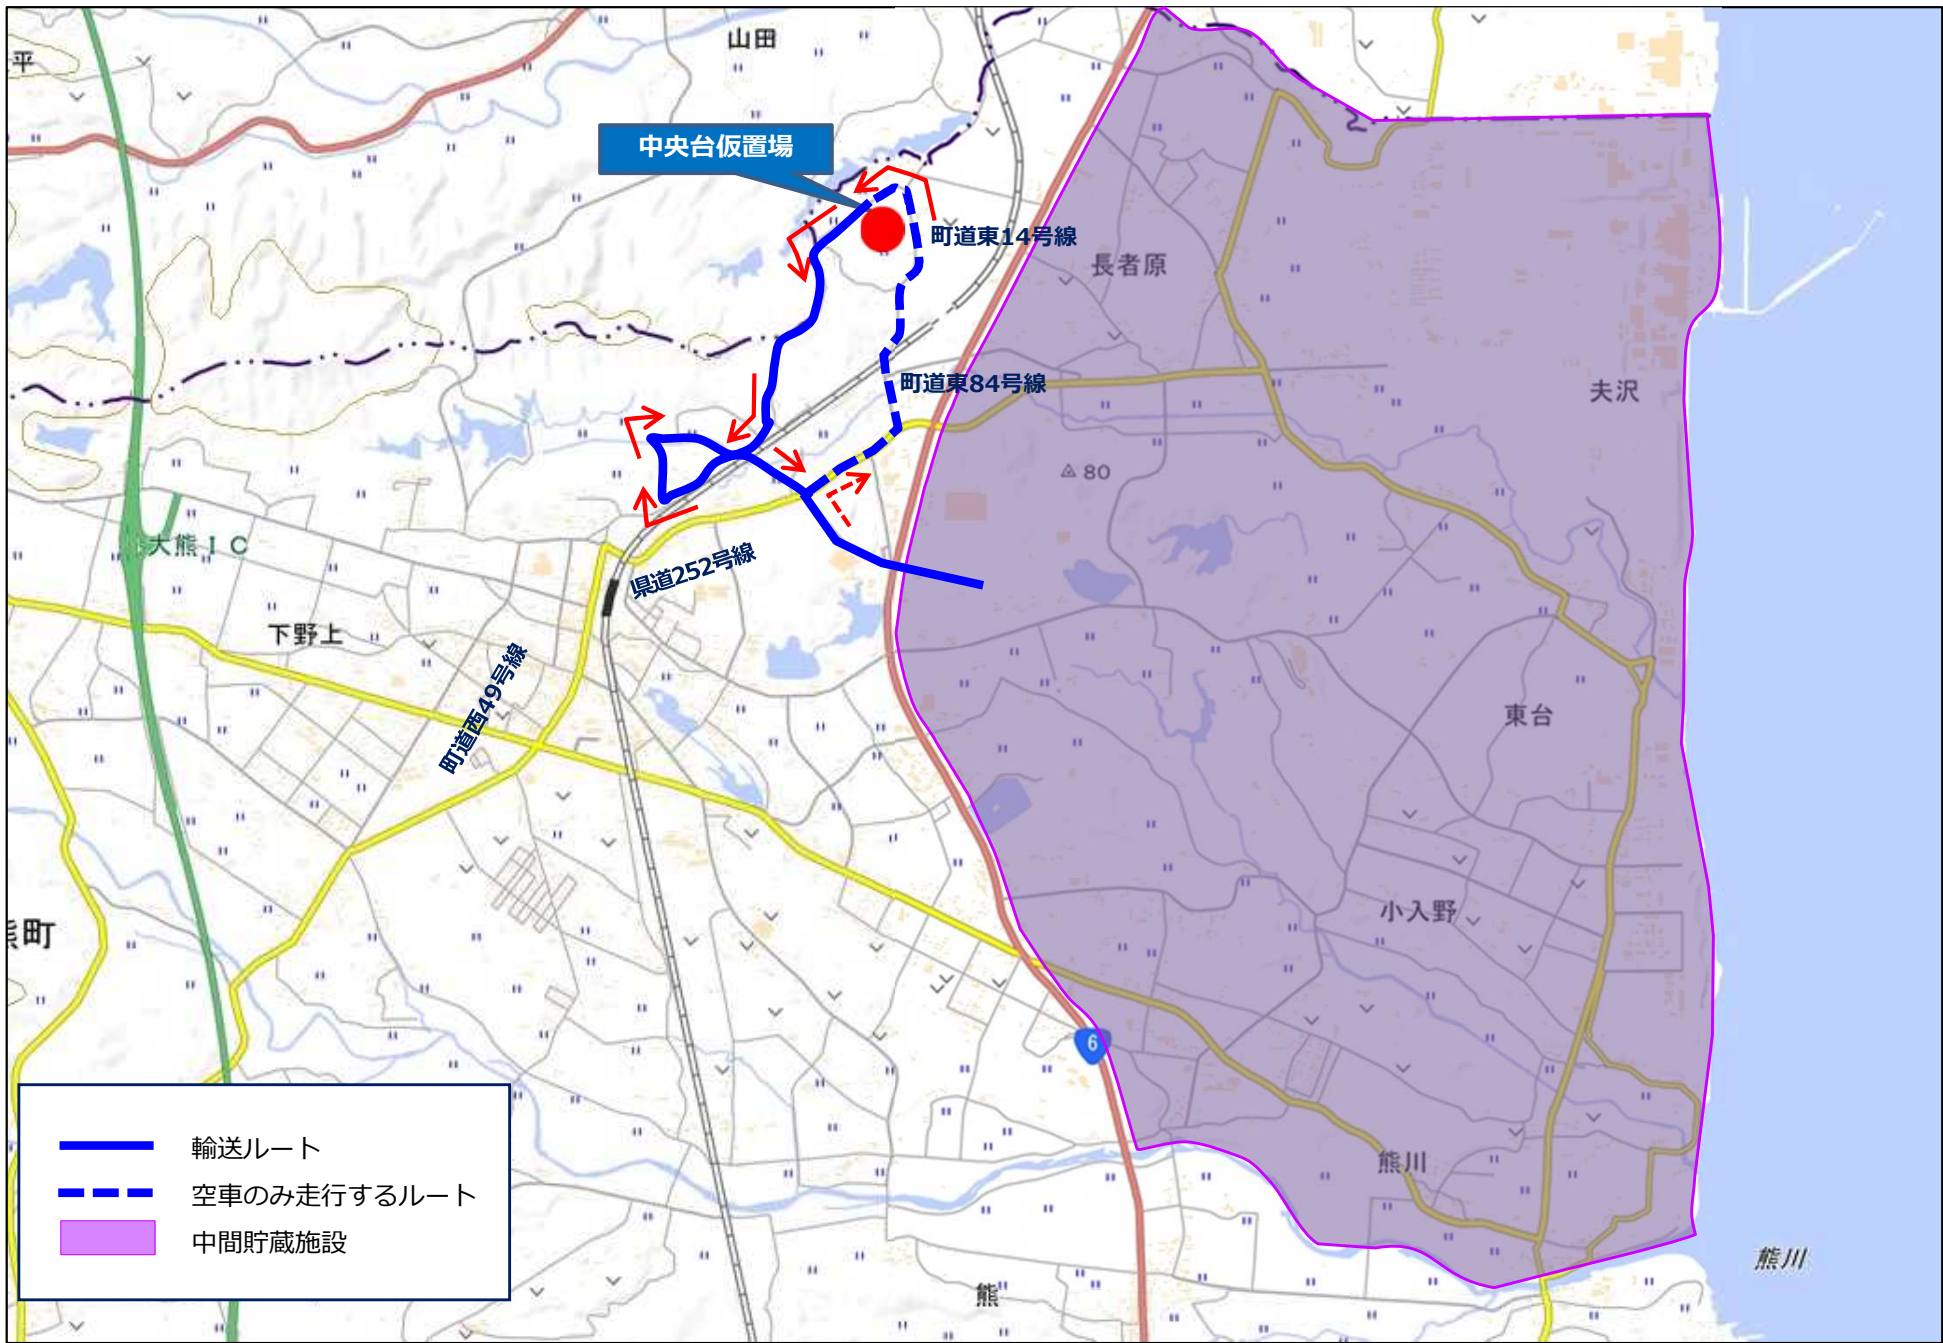 山田
平
中央台仮置場
町道東14号線
長者原
町道東84号線
夫沢
80
大熊IC
県道252号線
下野上
町道西49号線
東台
小入野
熊町
6
熊川
熊川
熊
輸送ルート
空車のみ走行するルート
中間貯蔵施設